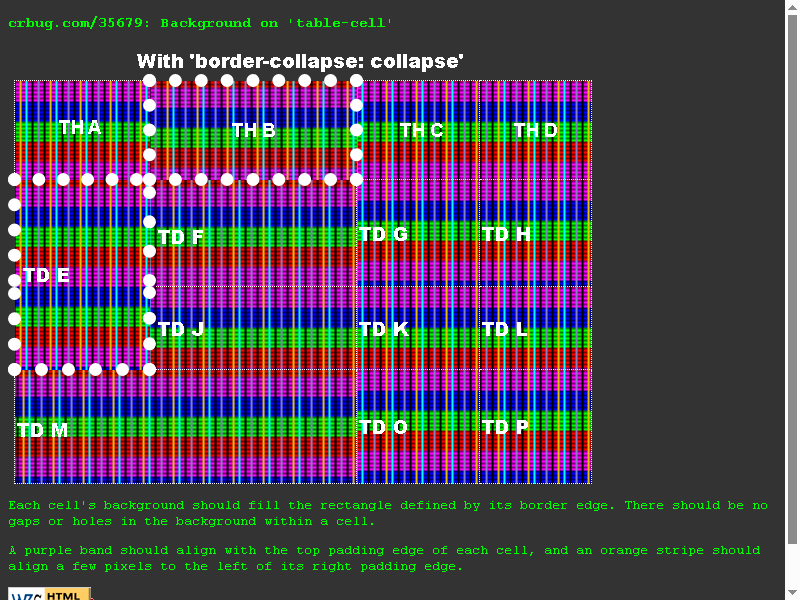 crbug.com/35679: Background on 'table-cell'
With 'border-collapse: collapse'
TH A
TH B
TH C
TH D
TD E
TD F
TD G
TD H
TD J
TD K
TD L
TD M
TD O
TD P
Each cell's background should fill the rectangle defined by its border edge. There should be no
gaps or holes in the background within a cell.
A purple band should align with the top padding edge of each cell, and an orange stripe should
align a few pixels to the left of its right padding edge.
W3C HTML